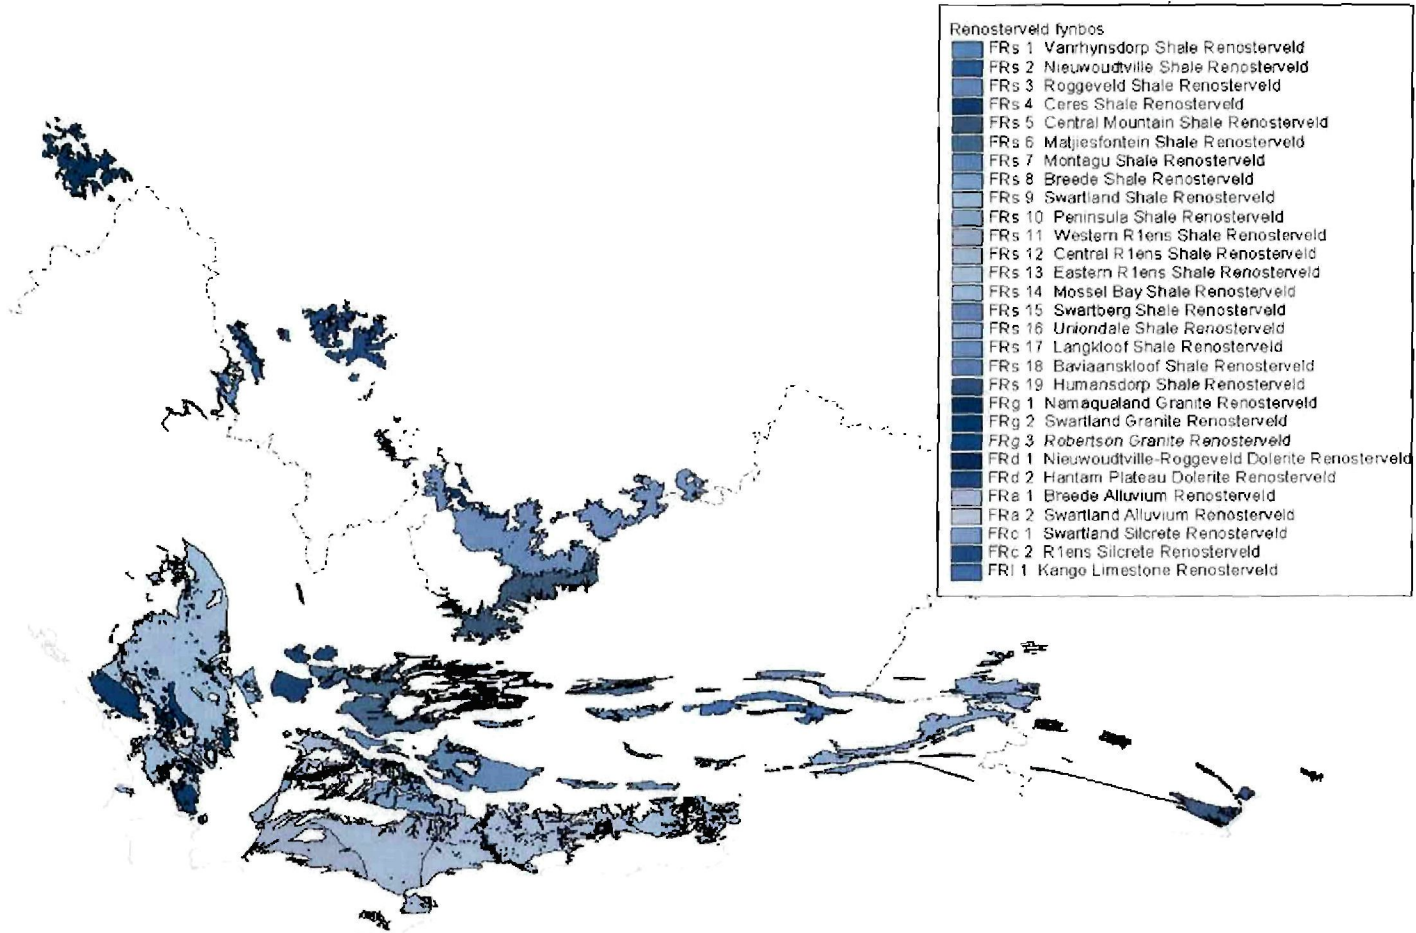 Renosterveld fynbos
FRs 1 Vanrhynsdorp Shale Renosterveld
FRs 2 Nieuwoudtville Shale Renosterveld
FRs 3 Roggeveld Shale Renosterveld
FRs 4 Ceres Shale Renosterveld
FRs 5 Central Mountain Shale Renosterveld
FRs 6 Matjiesfontein Shale Renosterveld
FRs 7 Montagu Shale Renosterveld
FRs 8 Breede Shale Renosterveld
FRs 9 Swartland Shale Renosterveld
FRs 10 Peninsula Shale Renosterveld
FRs 11 Western R1ens Shale Renosterveld
FRs 12 Central R1ens Shale Renosterveld
FRs 13 Eastern R1ens Shale Renosterveld
FRs 14 Mossel Bay Shale Renosterveld
FRs 15 Swartberg Shale Renosterveld
FRs 16 Uniondale Shale Renosterveld
FRs 17 Langkloof Shale Renosterveld
FRs 18 Baviaanskloof Shale Renosterveld
FRs 19 Humansdorp Shale Renosterveld
FRg 1 Namaqualand Granite Renosterveld
FRg 2 Swartland Granite Renosterveld
FRg 3 Robertson Granite Renosterveld
FRd 1 Nieuwoudtville-Roggeveld Dolerite Renosterveld
FRd 2 Hantam Plateau Dolerite Renosterveld
FRa 1 Breede Alluvium Renosterveld
FRa 2 Swartland Alluvium Renosterveld
FRc 1 Swartland Silcrete Renosterveld
FRc 2 R1ens Silcrete Renosterveld
FRl 1 Kango Limestone Renosterveld